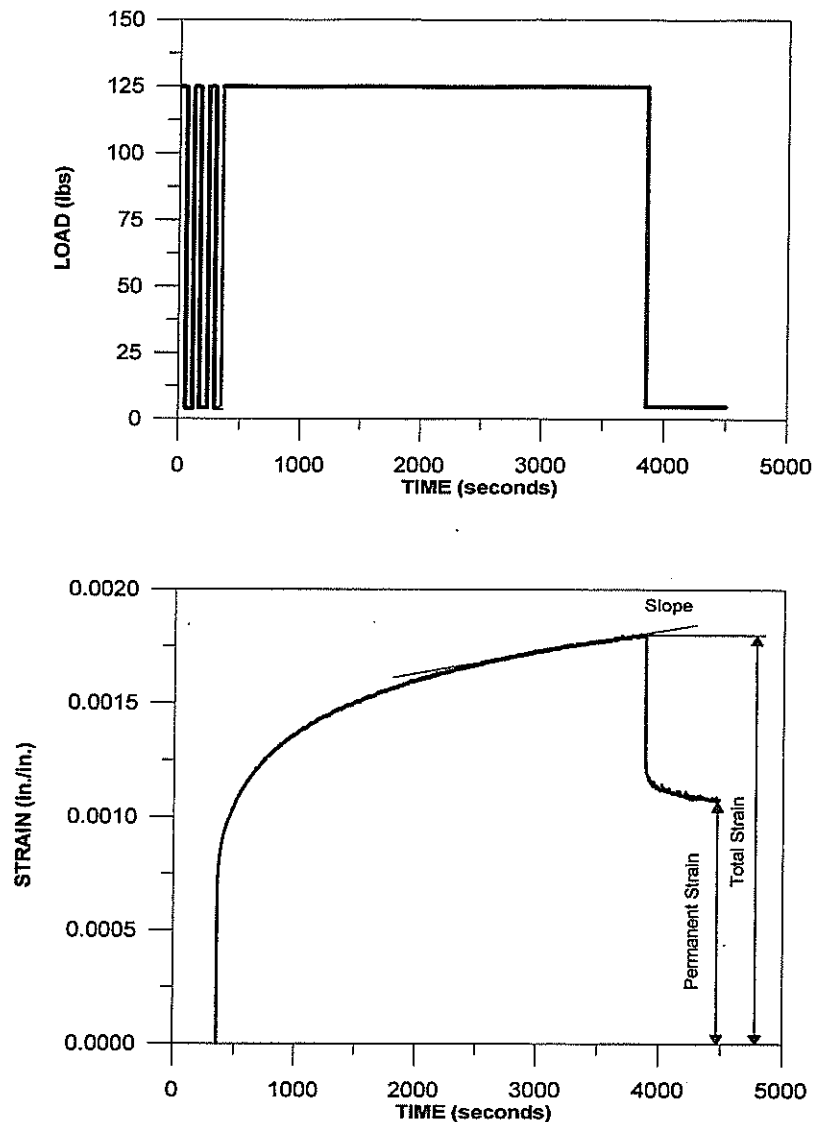 150
125
100
75
50
25
0
LOAD (lbs)
0 1000 2000 3000 4000 5000
TIME (seconds)
0.0020
0.0015
0.0010
0.0005
0.0000
STRAIN (in./in.)
Slope
Permanent Strain
Total Strain
0 1000 2000 3000 4000 5000
TIME (seconds)